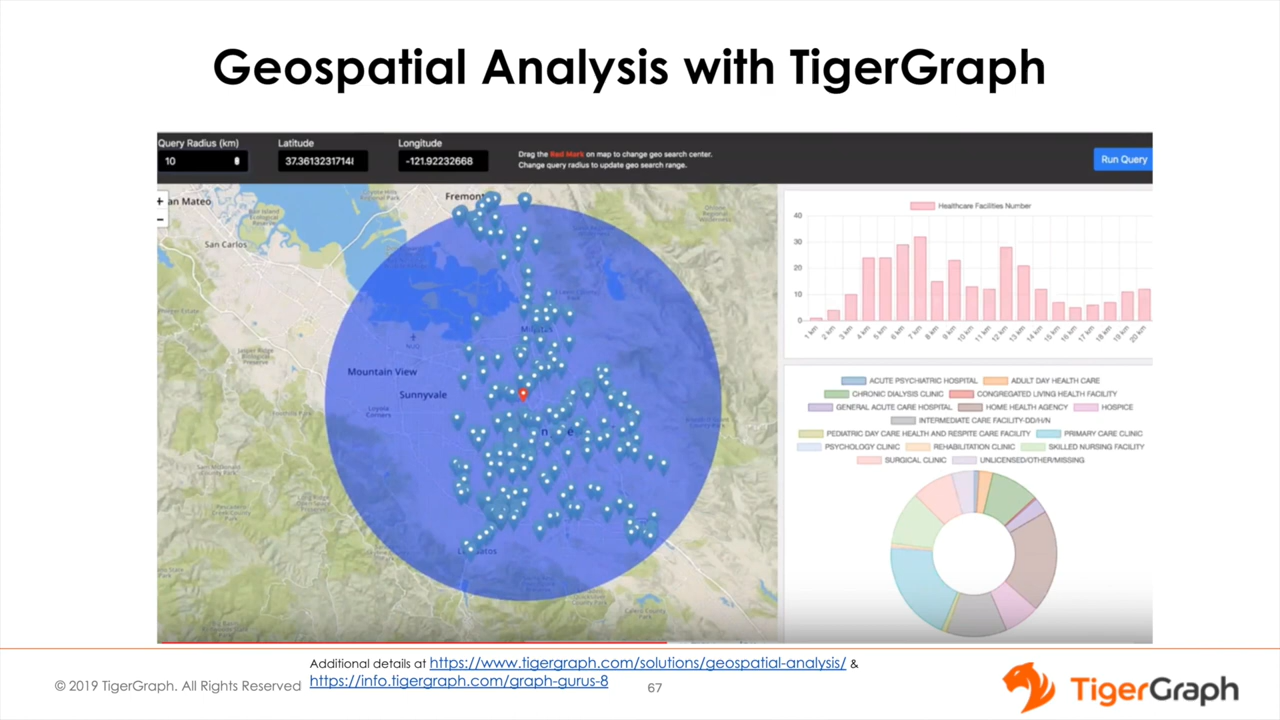 Geospatial Analysis with TigerGraph
Query Radius (km)
10
Latitude
37.3613231714
Longitude
-121.92232668
Drag the Red Mark on map to change geo search center.
Change query radius to update geo search range.
Run Query
+
an Mateo
−
San Carlos
Fremont
Milpitas
Mountain View
Sunnyvale
Loyola
Corners
Healthcare Facilities Number
40
30
20
10
0
1 km
2 km
3 km
4 km
5 km
6 km
7 km
8 km
9 km
10 km
11 km
12 km
13 km
14 km
15 km
16 km
17 km
18 km
19 km
20 km
ACUTE PSYCHIATRIC HOSPITAL ADULT DAY HEALTH CARE
CHRONIC DIALYSIS CLINIC CONGREGATED LIVING HEALTH FACILITY
GENERAL ACUTE CARE HOSPITAL HOME HEALTH AGENCY HOSPICE
INTERMEDIATE CARE FACILITY-DD/H/N
PEDIATRIC DAY CARE HEALTH AND RESPITE CARE FACILITY PRIMARY CARE CLINIC
PSYCHOLOGY CLINIC REHABILITATION CLINIC SKILLED NURSING FACILITY
SURGICAL CLINIC UNLICENSED/OTHER/MISSING
Additional details at https://www.tigergraph.com/solutions/geospatial-analysis/ &
https://info.tigergraph.com/graph-gurus-8
© 2019 TigerGraph. All Rights Reserved
67
TigerGraph